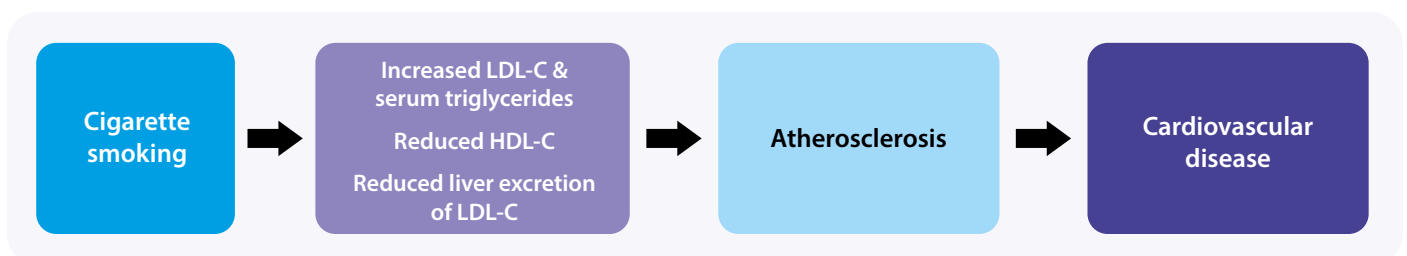 Cigarette
smoking
Increased LDL-C &
serum triglycerides
Reduced HDL-C
Reduced liver excretion
of LDL-C
Atherosclerosis
Cardiovascular
disease